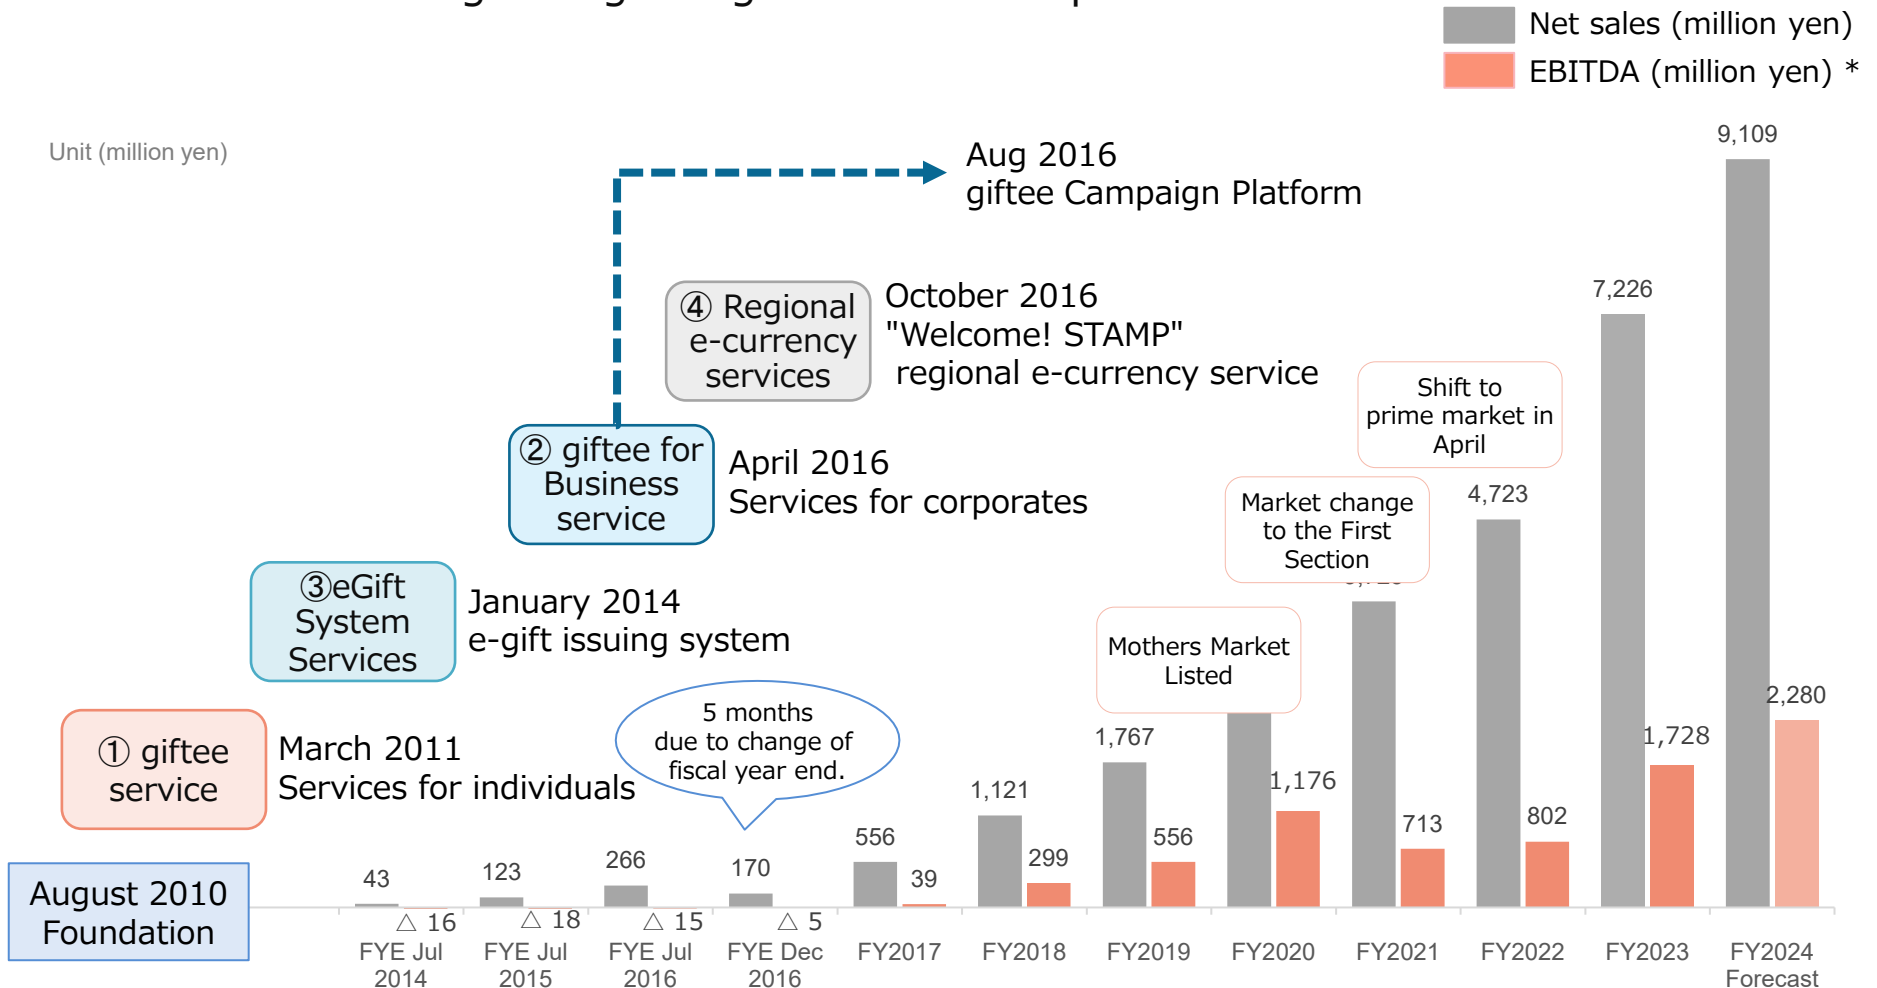 Net sales (million yen)
EBITDA (million yen) *
Unit (million yen)
Aug 2016
giftee Campaign Platform
④ Regional
e-currency
services
October 2016
"Welcome! STAMP"
regional e-currency service
② giftee for
Business
service
April 2016
Services for corporates
③eGift
System
Services
January 2014
e-gift issuing system
① giftee
service
March 2011
Services for individuals
August 2010
Foundation
5 months
due to change of
fiscal year end.
Mothers Market
Listed
Market change
to the First
Section
Shift to
prime market in
April
43
△ 16
123
△ 18
266
△ 15
170
△ 5
556
39
1,121
299
1,767
556
1,176
713
4,723
802
7,226
1,728
9,109
2,280
FYE Jul
2014
FYE Jul
2015
FYE Jul
2016
FYE Dec
2016
FY2017
FY2018
FY2019
FY2020
FY2021
FY2022
FY2023
FY2024
Forecast